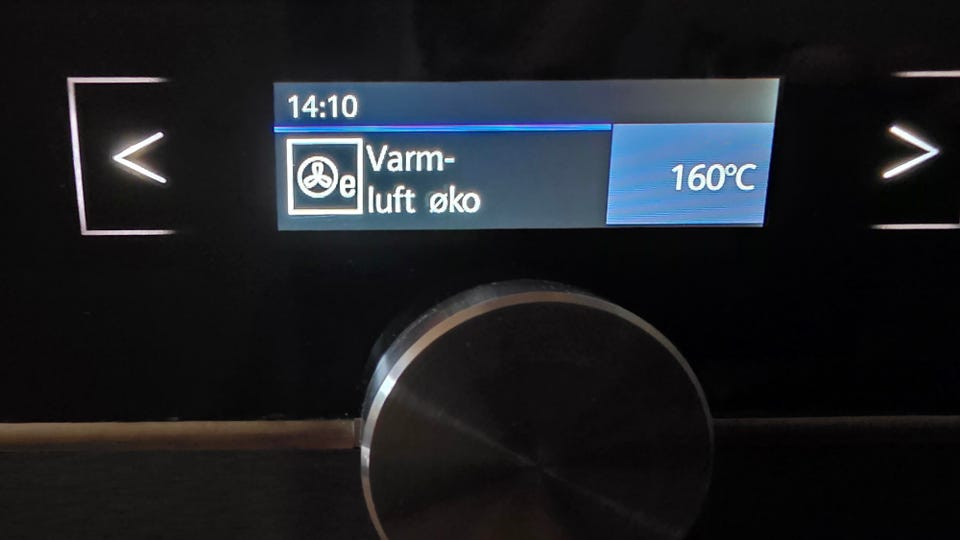 14:10
Varm-
luft øko
160°C
e